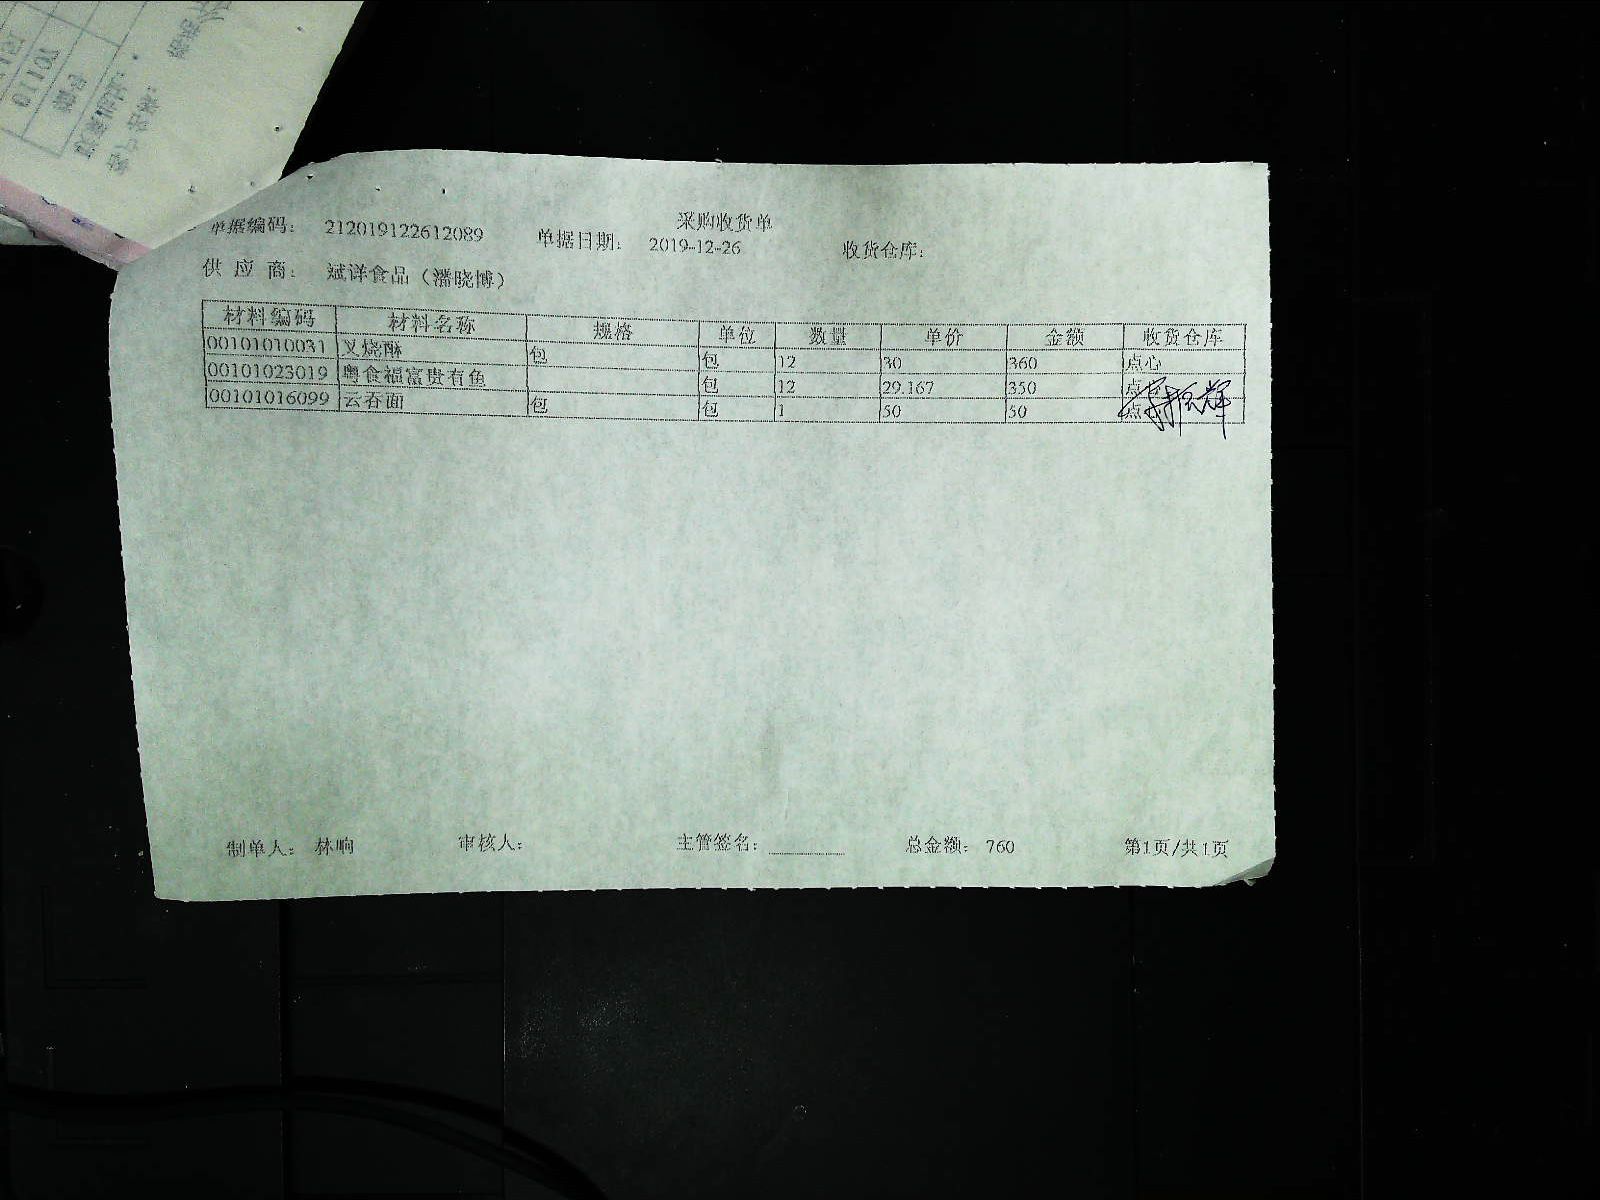 采购收货单
单据编码: 212019122612089 单据日期: 2019-12-26 收货仓库:
供 应 商: 斌详食品（潘晓博）
材料编码 材料名称 规格 单位 数量 单价 金额 收货仓库
00101010031 叉烧酥 包 包 12 30 360 点心
00101023019 粤食福富贵有鱼 包 12 29.167 350 点心
00101016099 云吞面 包 包 1 50 50 点心
制单人: 林响 审核人: 主管签名: 总金额: 760 第1页/共1页